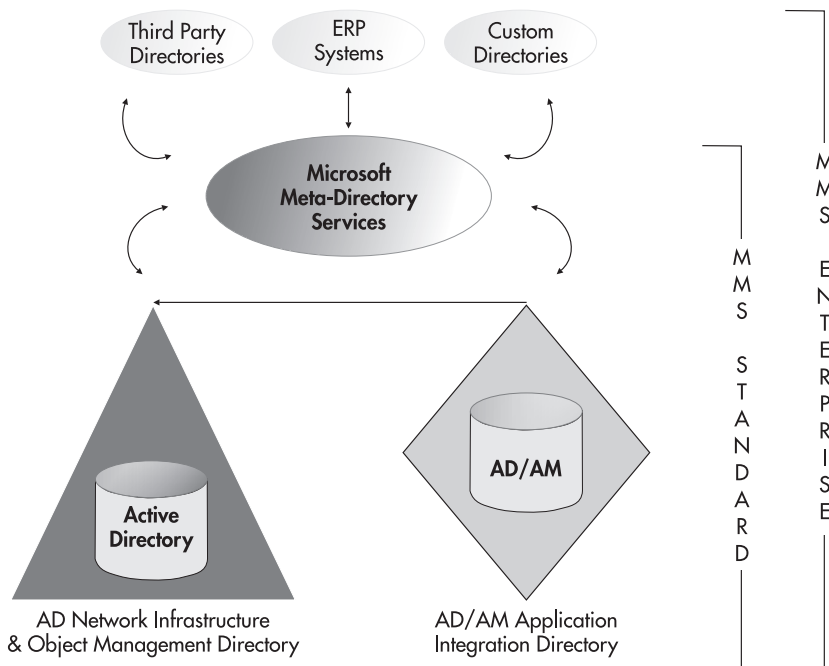 Third Party
Directories
ERP
Systems
Custom
Directories
Microsoft
Meta-Directory
Services
Active
Directory
AD/AM
AD Network Infrastructure
& Object Management Directory
AD/AM Application
Integration Directory
MMS STANDARD
MMS ENTERPRISE